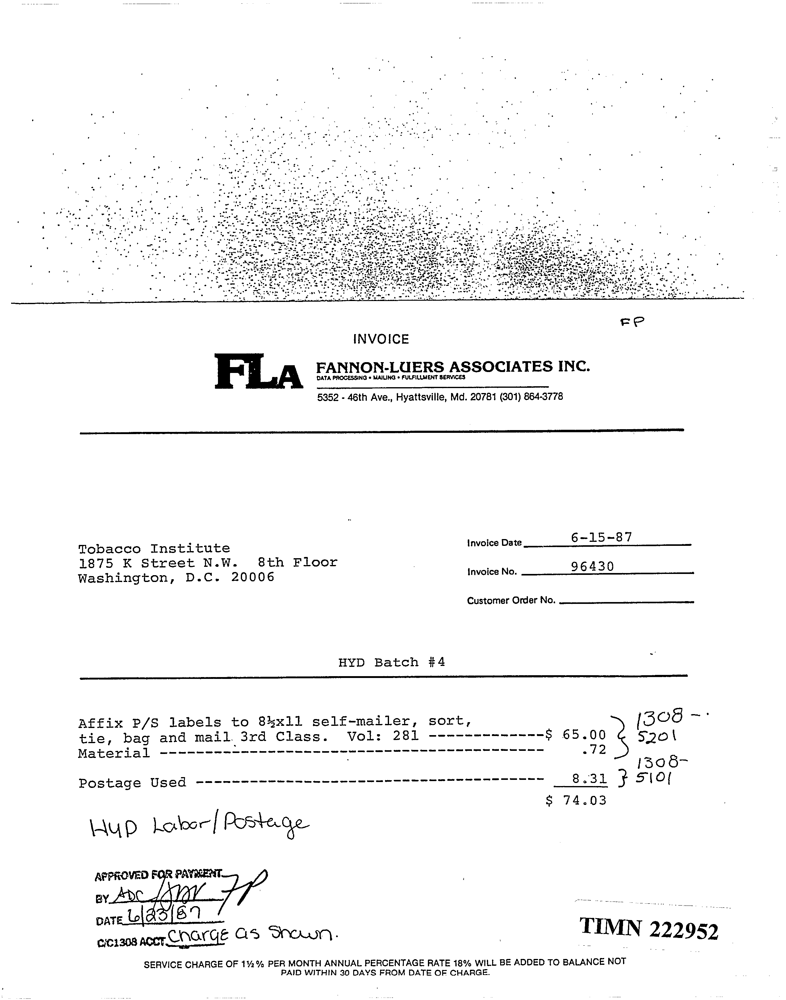 FP
INVOICE
FLA FANNON-LUERS ASSOCIATES INC.
DATA PROCESSING • MAILING • FULFILLMENT SERVICES
5352 - 46th Ave., Hyattsville, Md. 20781 (301) 864-3778
Invoice Date 6-15-87
Tobacco Institute
1875 K Street N.W. 8th Floor
Washington, D.C. 20006
Invoice No. 96430
Customer Order No.
HYD Batch #4
Affix P/S labels to 8½x11 self-mailer, sort,
tie, bag and mail 3rd Class. Vol: 281 -------------$ 65.00
Material ------------------------------------------- .72
1308 -
5201
Postage Used --------------------------------------- 8.31
1308-
5101
$ 74.03
HYD Labor/Postage
APPROVED FOR PAYMENT
BY ADC
DATE 6/23/87
C/C1308 ACCT. Charge as Shown.
TIMN 222952
SERVICE CHARGE OF 1½% PER MONTH ANNUAL PERCENTAGE RATE 18% WILL BE ADDED TO BALANCE NOT
PAID WITHIN 30 DAYS FROM DATE OF CHARGE.